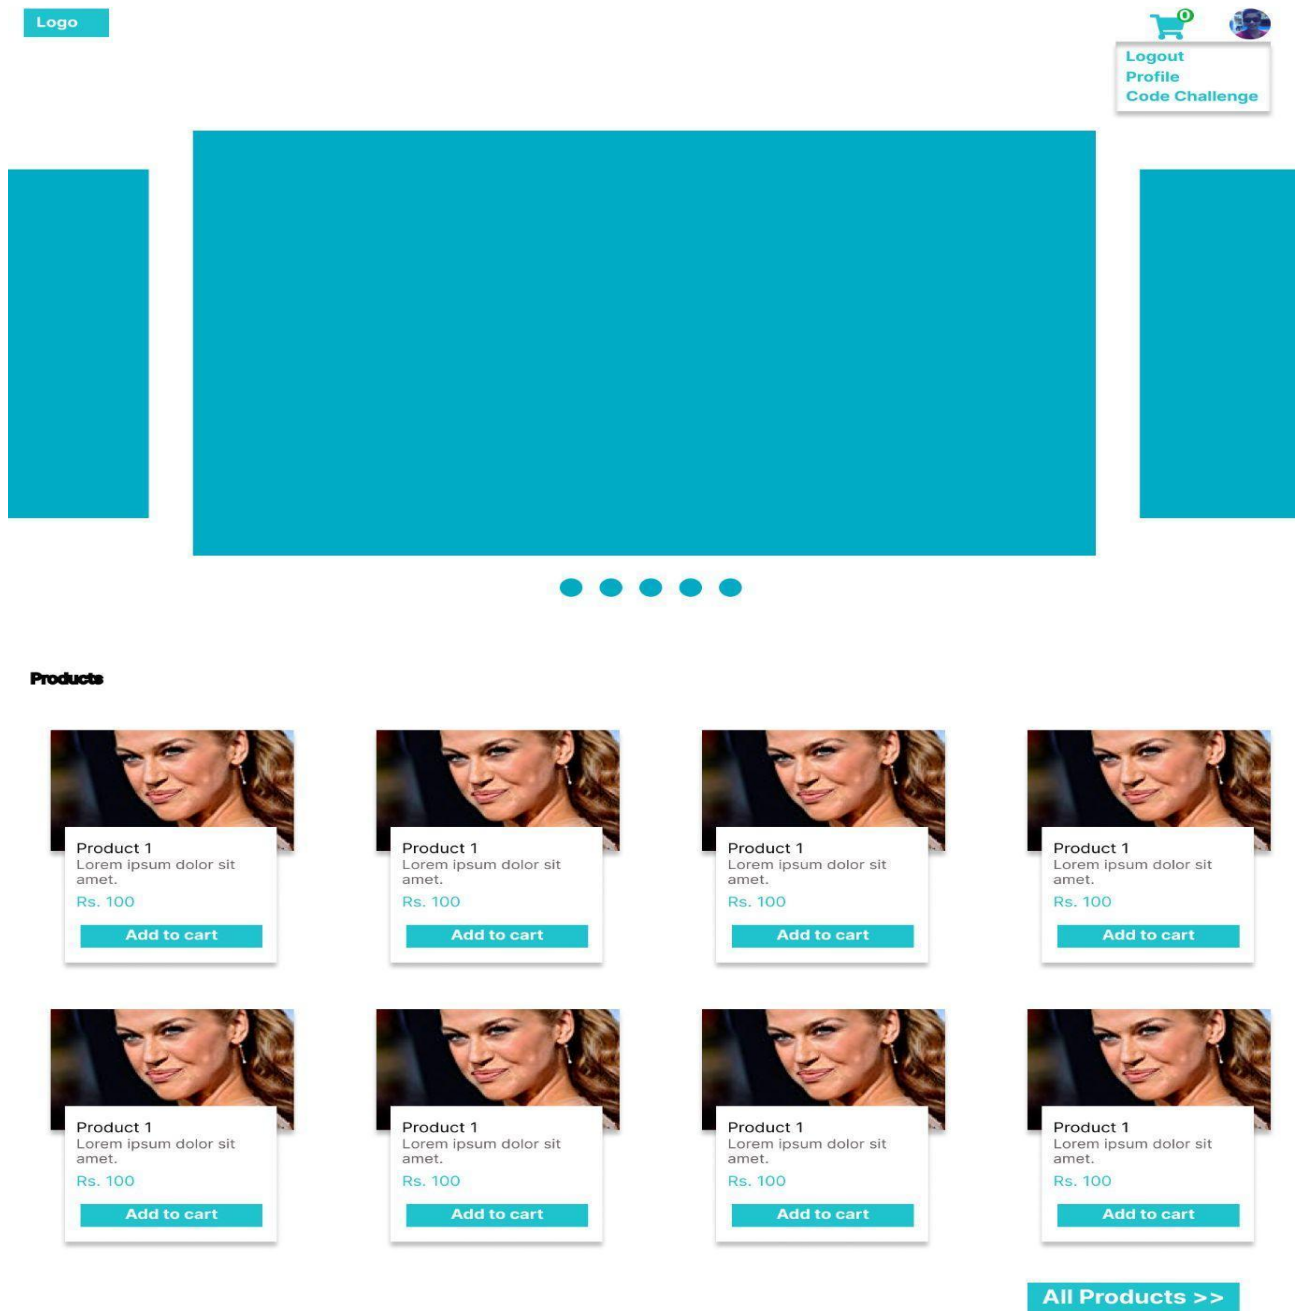 Logo
0
Logout
Profile
Code Challenge
Products
Product 1
Lorem ipsum dolor sit
amet.
Rs. 100
Add to cart
Product 1
Lorem ipsum dolor sit
amet.
Rs. 100
Add to cart
Product 1
Lorem ipsum dolor sit
amet.
Rs. 100
Add to cart
Product 1
Lorem ipsum dolor sit
amet.
Rs. 100
Add to cart
Product 1
Lorem ipsum dolor sit
amet.
Rs. 100
Add to cart
Product 1
Lorem ipsum dolor sit
amet.
Rs. 100
Add to cart
Product 1
Lorem ipsum dolor sit
amet.
Rs. 100
Add to cart
Product 1
Lorem ipsum dolor sit
amet.
Rs. 100
Add to cart
All Products >>